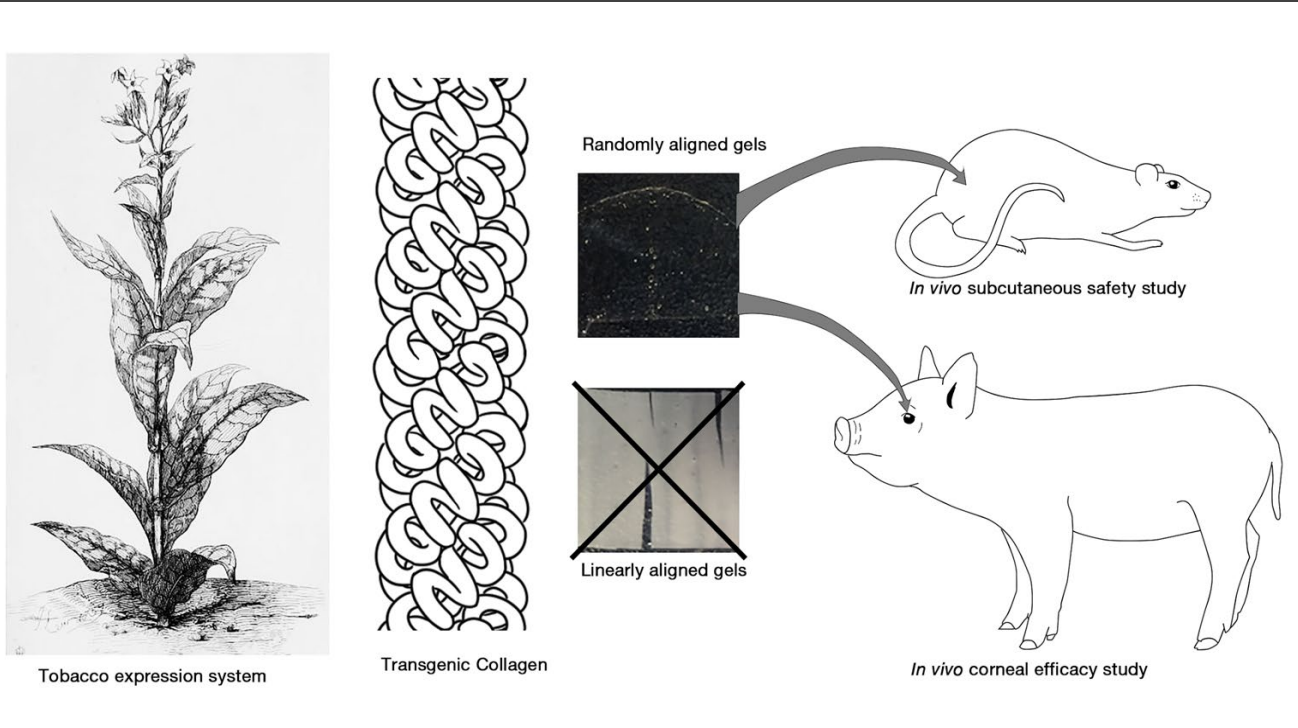 Tobacco expression system
Transgenic Collagen
Randomly aligned gels
Linearly aligned gels
In vivo subcutaneous safety study
In vivo corneal efficacy study